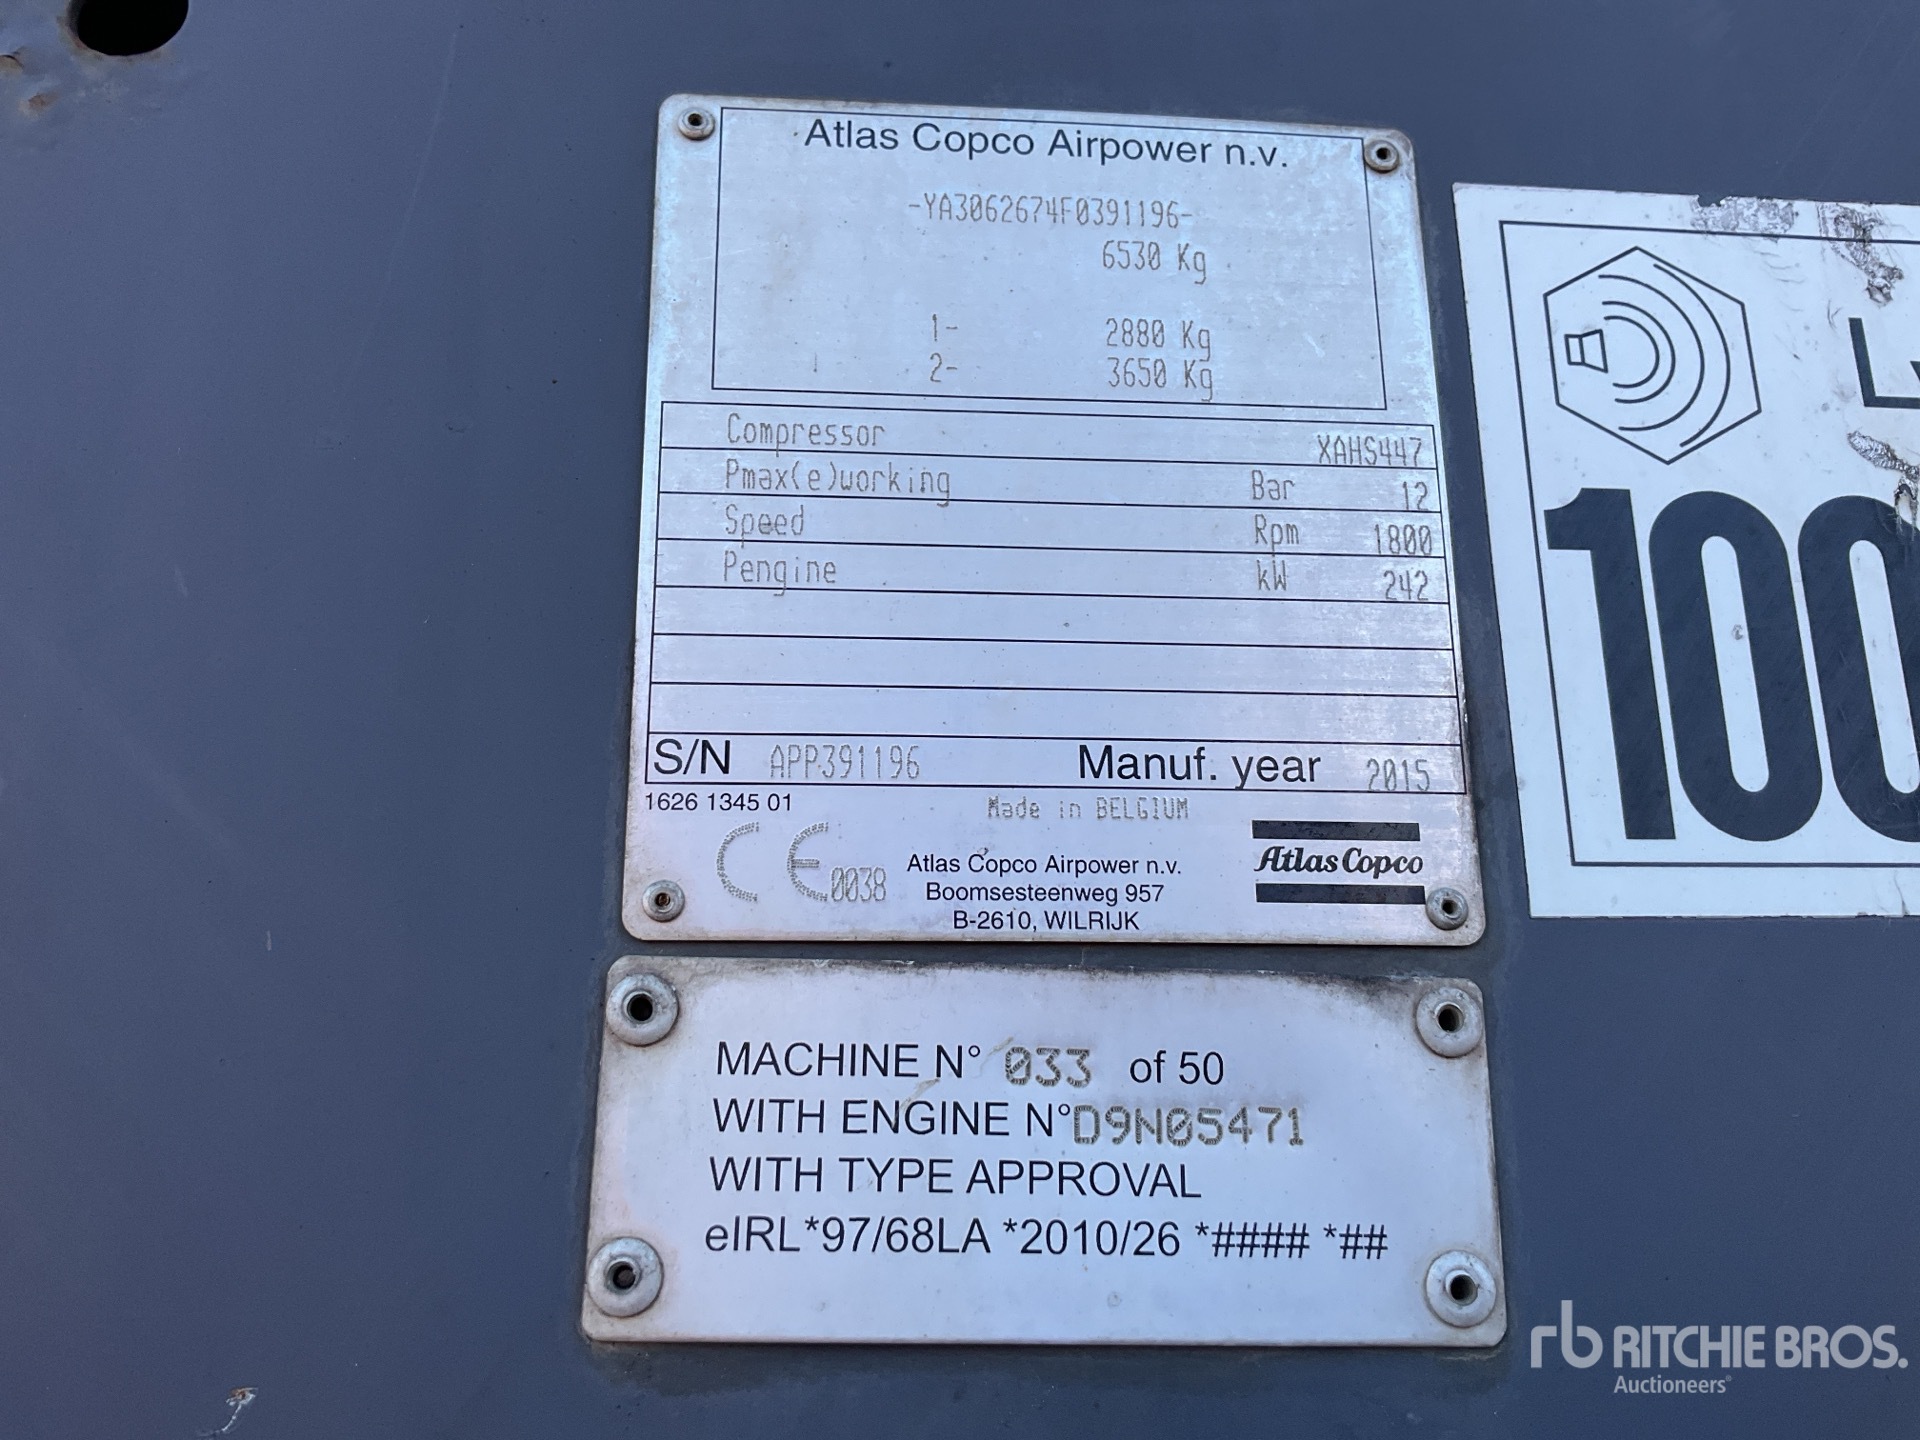 Atlas Copco Airpower n.v.
-YA3062674F0391196-
6530 Kg
1- 2880 Kg
2- 3650 Kg
Compressor XAHS447
Pmax(e)working Bar 12
Speed Rpm 1800
Pengine kW 242
S/N APP391196 Manuf. year 2015
1626 1345 01 Made in BELGIUM
CE 0038
Atlas Copco Airpower n.v.
Boomsesteenweg 957
B-2610, WILRIJK
Atlas Copco
MACHINE N° 033 of 50
WITH ENGINE N° D9N05471
WITH TYPE APPROVAL
eIRL*97/68LA *2010/26 *#### *##
100
rb RITCHIE BROS.
Auctioneers®